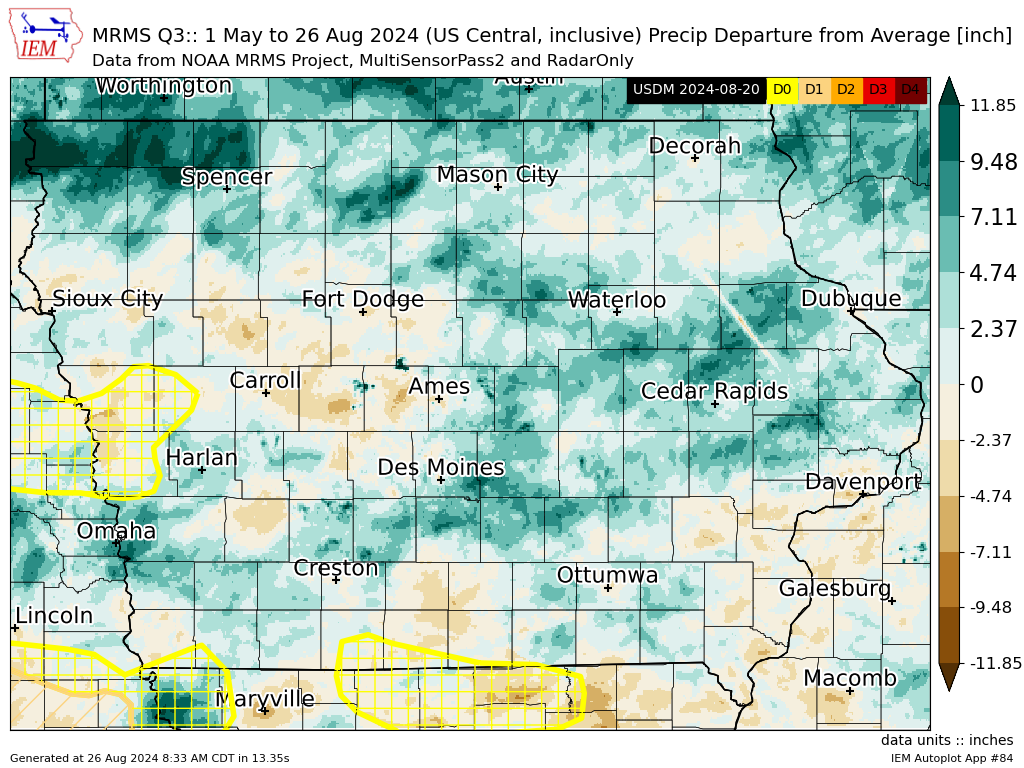 IEM
MRMS Q3:: 1 May to 26 Aug 2024 (US Central, inclusive) Precip Departure from Average [inch]
Data from NOAA MRMS Project, MultiSensorPass2 and RadarOnly
Worthington
Austin
USDM 2024-08-20 D0 D1 D2 D3 D4
11.85
Decorah
9.48
Spencer
Mason City
7.11
4.74
Sioux City
Fort Dodge
Waterloo
Dubuque
2.37
Carroll
Ames
Cedar Rapids
0
-2.37
Harlan
Des Moines
Davenport
-4.74
Omaha
-7.11
Creston
Ottumwa
Galesburg
-9.48
Lincoln
-11.85
Maryville
Macomb
data units :: inches
Generated at 26 Aug 2024 8:33 AM CDT in 13.35s
IEM Autoplot App #84